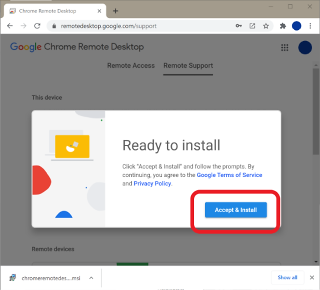 Chrome Remote Desktop
remotedesktop.google.com/support
Google Chrome Remote Desktop
Remote Access Remote Support
This device
Ready to install
Click "Accept & Install" and follow the prompts. By
continuing, you agree to the Google Terms of Service
and Privacy Policy.
Accept & Install
Remote devices
chromeremotedes....msi
Show all